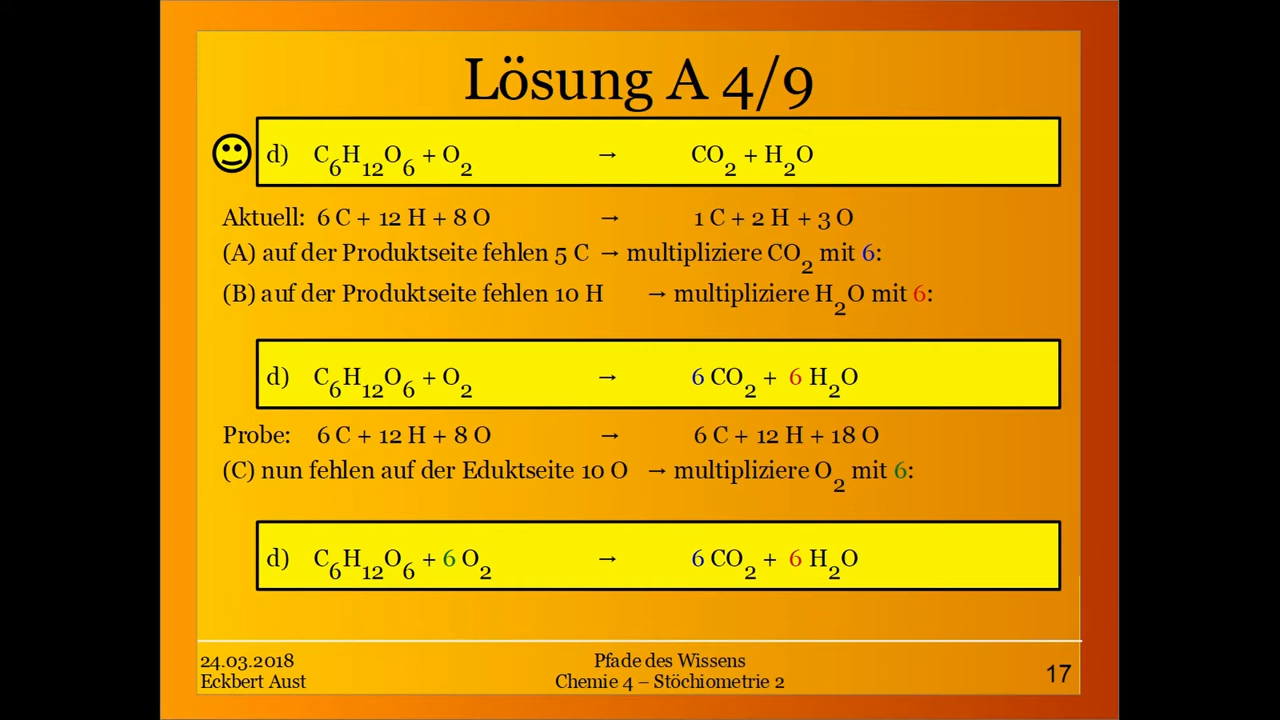 Lösung A 4/9
d) C6H12O6 + O2 → CO2 + H2O
Aktuell: 6 C + 12 H + 8 O → 1 C + 2 H + 3 O
(A) auf der Produktseite fehlen 5 C → multipliziere CO2 mit 6:
(B) auf der Produktseite fehlen 10 H → multipliziere H2O mit 6:
d) C6H12O6 + O2 → 6 CO2 + 6 H2O
Probe: 6 C + 12 H + 8 O → 6 C + 12 H + 18 O
(C) nun fehlen auf der Eduktseite 10 O → multipliziere O2 mit 6:
d) C6H12O6 + 6 O2 → 6 CO2 + 6 H2O
24.03.2018
Eckbert Aust
Pfade des Wissens
Chemie 4 – Stöchiometrie 2
17